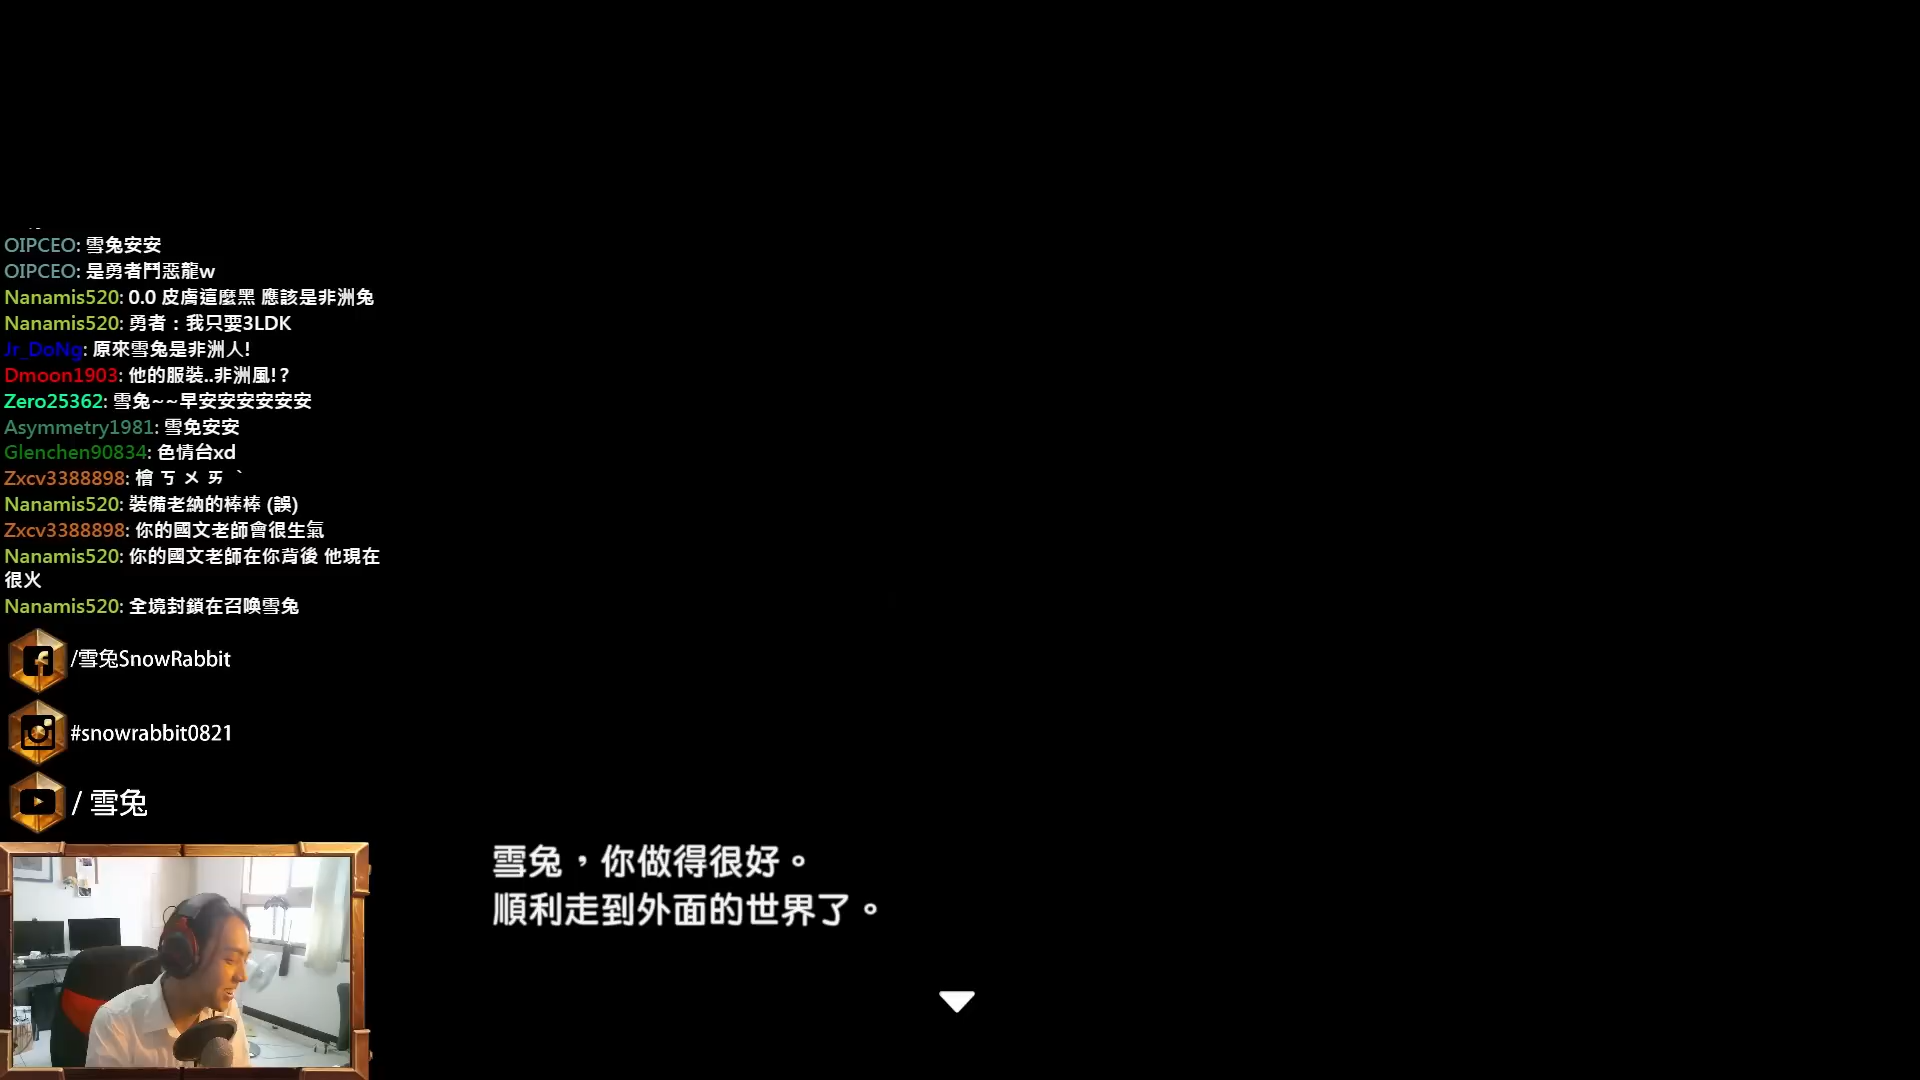 OIPCEO: 雪兔安安
OIPCEO: 是勇者鬥惡龍w
Nanamis520: 0.0 皮膚這麼黑 應該是非洲兔
Nanamis520: 勇者：我只要3LDK
Jr_DoNg: 原來雪兔是非洲人!
Dmoon1903: 他的服裝..非洲風!?
Zero25362: 雪兔~~早安安安安安安
Asymmetry1981: 雪兔安安
Glenchen90834: 色情台xd
Zxcv3388898: 檜 ㄎ ㄨ ㄞ ˋ
Nanamis520: 裝備老納的棒棒 (誤)
Zxcv3388898: 你的國文老師會很生氣
Nanamis520: 你的國文老師在你背後 他現在
很火
Nanamis520: 全境封鎖在召喚雪兔
/雪兔SnowRabbit
#snowrabbit0821
/ 雪兔
雪兔，你做得很好。
順利走到外面的世界了。